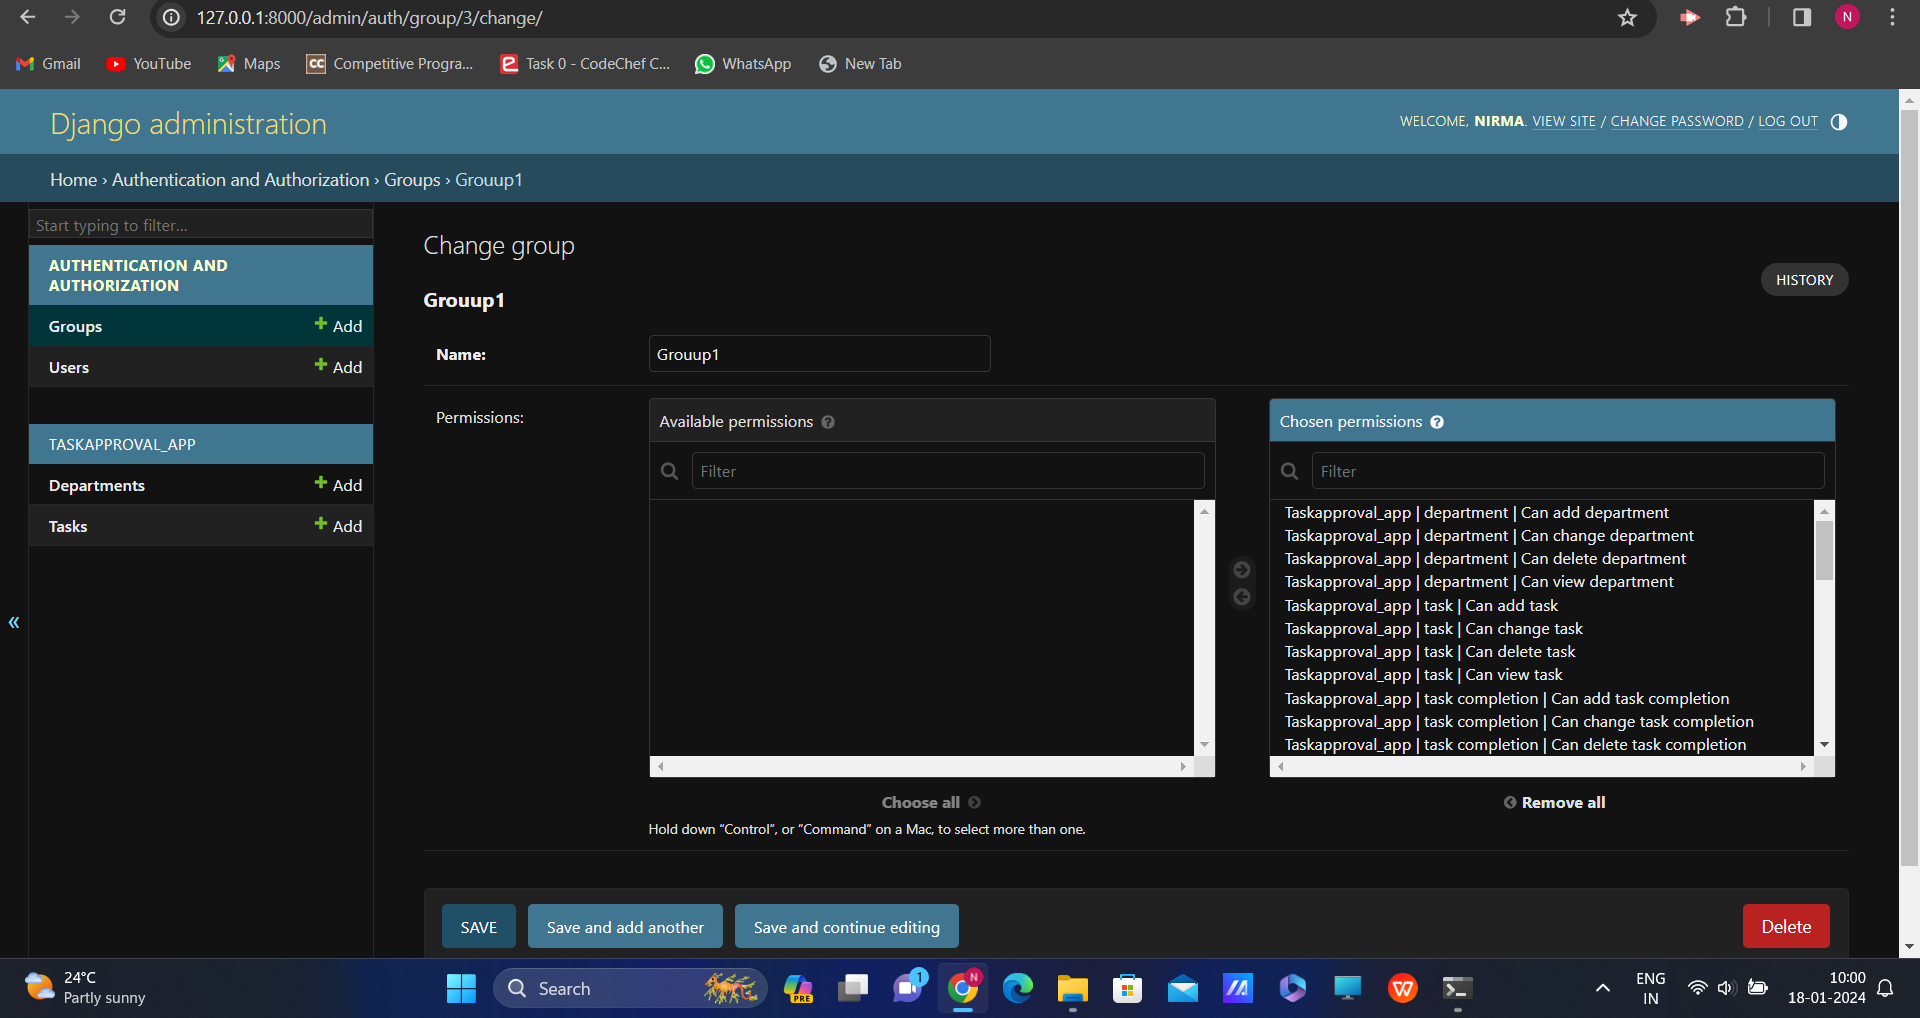 127.0.0.1:8000/admin/auth/group/3/change/
N
Gmail
YouTube
Maps
CC Competitive Progra...
Task 0 - CodeChef C...
WhatsApp
New Tab
Django administration
WELCOME, NIRMA. VIEW SITE / CHANGE PASSWORD / LOG OUT
Home › Authentication and Authorization › Groups › Grouup1
Start typing to filter...
AUTHENTICATION AND
AUTHORIZATION
Groups
Add
Users
Add
TASKAPPROVAL_APP
Departments
Add
Tasks
Add
«
Change group
HISTORY
Grouup1
Name:
Grouup1
Permissions:
Available permissions ?
Filter
Choose all
Hold down “Control”, or “Command” on a Mac, to select more than one.
Chosen permissions ?
Filter
Taskapproval_app | department | Can add department
Taskapproval_app | department | Can change department
Taskapproval_app | department | Can delete department
Taskapproval_app | department | Can view department
Taskapproval_app | task | Can add task
Taskapproval_app | task | Can change task
Taskapproval_app | task | Can delete task
Taskapproval_app | task | Can view task
Taskapproval_app | task completion | Can add task completion
Taskapproval_app | task completion | Can change task completion
Taskapproval_app | task completion | Can delete task completion
Remove all
SAVE
Save and add another
Save and continue editing
Delete
24°C
Partly sunny
Search
PRE
1
N
ENG
IN
10:00
18-01-2024